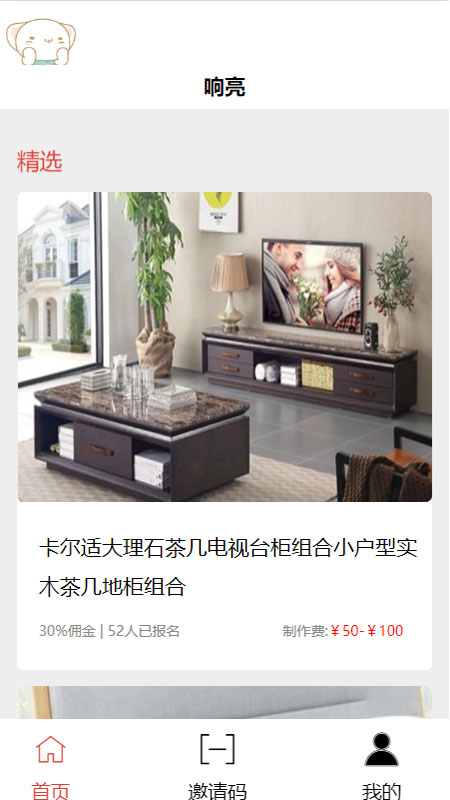 响亮
精选
卡尔适大理石茶几电视台柜组合小户型实
木茶几地柜组合
30%佣金 | 52人已报名 制作费:￥50-￥100
首页 邀请码 我的